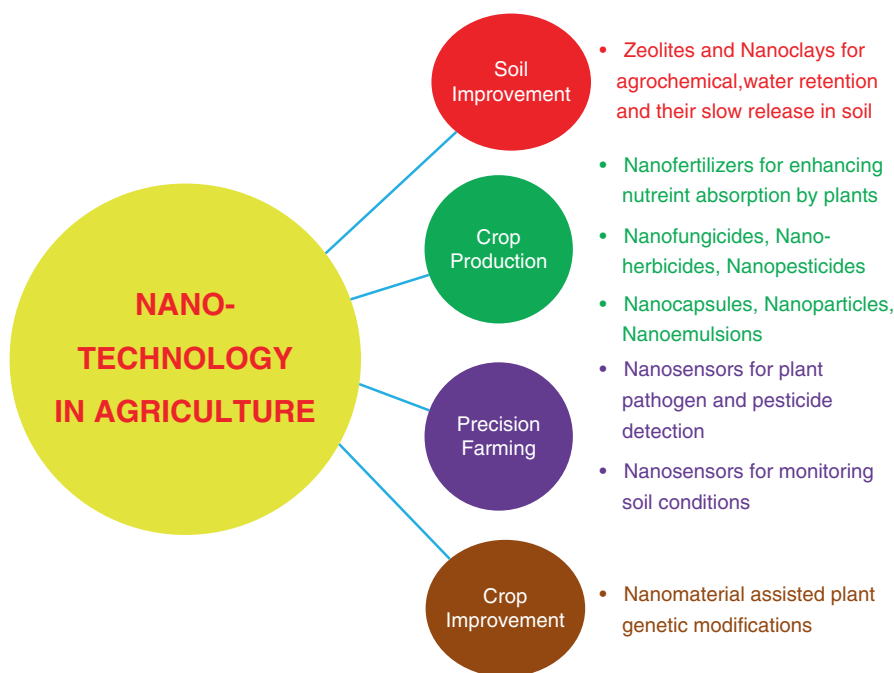 NANO-
TECHNOLOGY
IN AGRICULTURE
Soil
Improvement
• Zeolites and Nanoclays for
agrochemical,water retention
and their slow release in soil
Crop
Production
• Nanofertilizers for enhancing
nutreint absorption by plants
• Nanofungicides, Nano-
herbicides, Nanopesticides
• Nanocapsules, Nanoparticles,
Nanoemulsions
Precision
Farming
• Nanosensors for plant
pathogen and pesticide
detection
• Nanosensors for monitoring
soil conditions
Crop
Improvement
• Nanomaterial assisted plant
genetic modifications